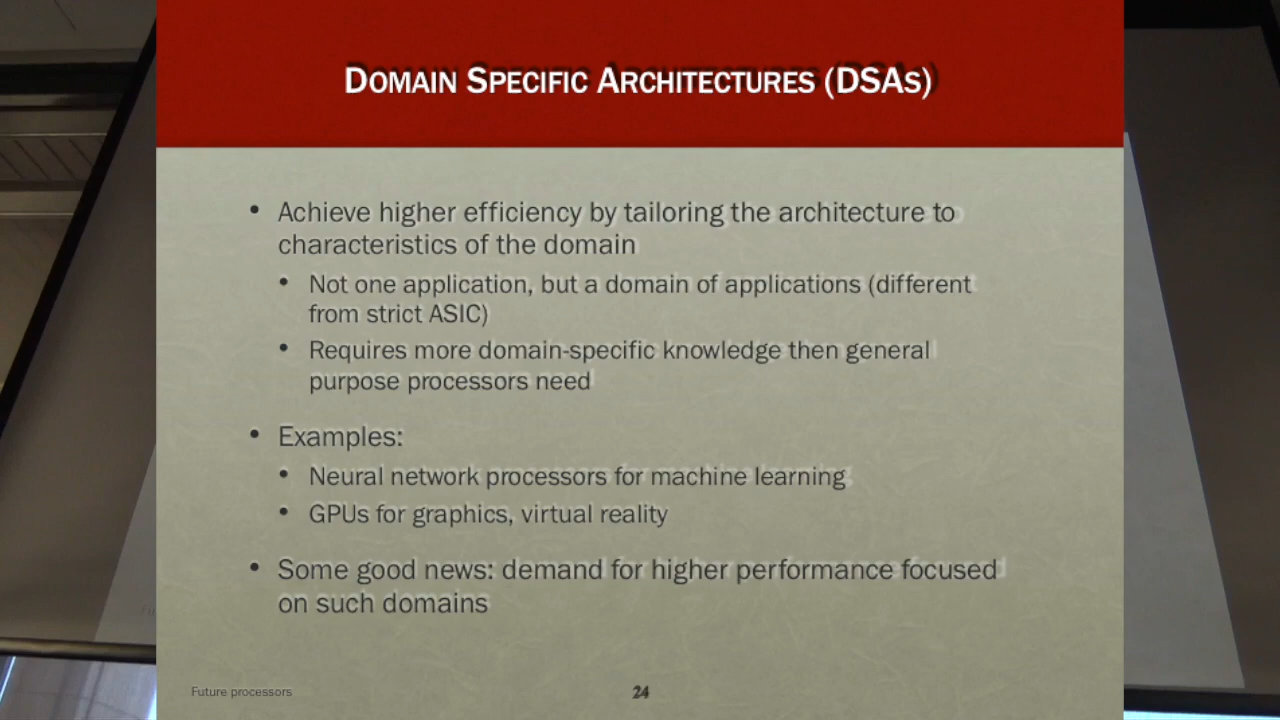 DOMAIN SPECIFIC ARCHITECTURES (DSAS)
• Achieve higher efficiency by tailoring the architecture to
characteristics of the domain
• Not one application, but a domain of applications (different
from strict ASIC)
• Requires more domain-specific knowledge then general
purpose processors need
• Examples:
• Neural network processors for machine learning
• GPUs for graphics, virtual reality
• Some good news: demand for higher performance focused
on such domains
Future processors
24